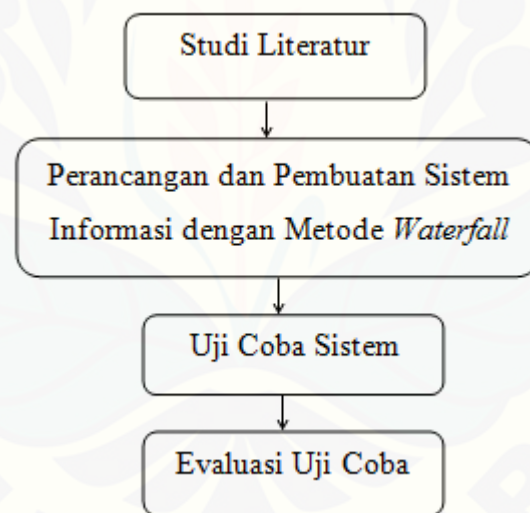 Studi Literatur
Perancangan dan Pembuatan Sistem
Informasi dengan Metode Waterfall
Uji Coba Sistem
Evaluasi Uji Coba